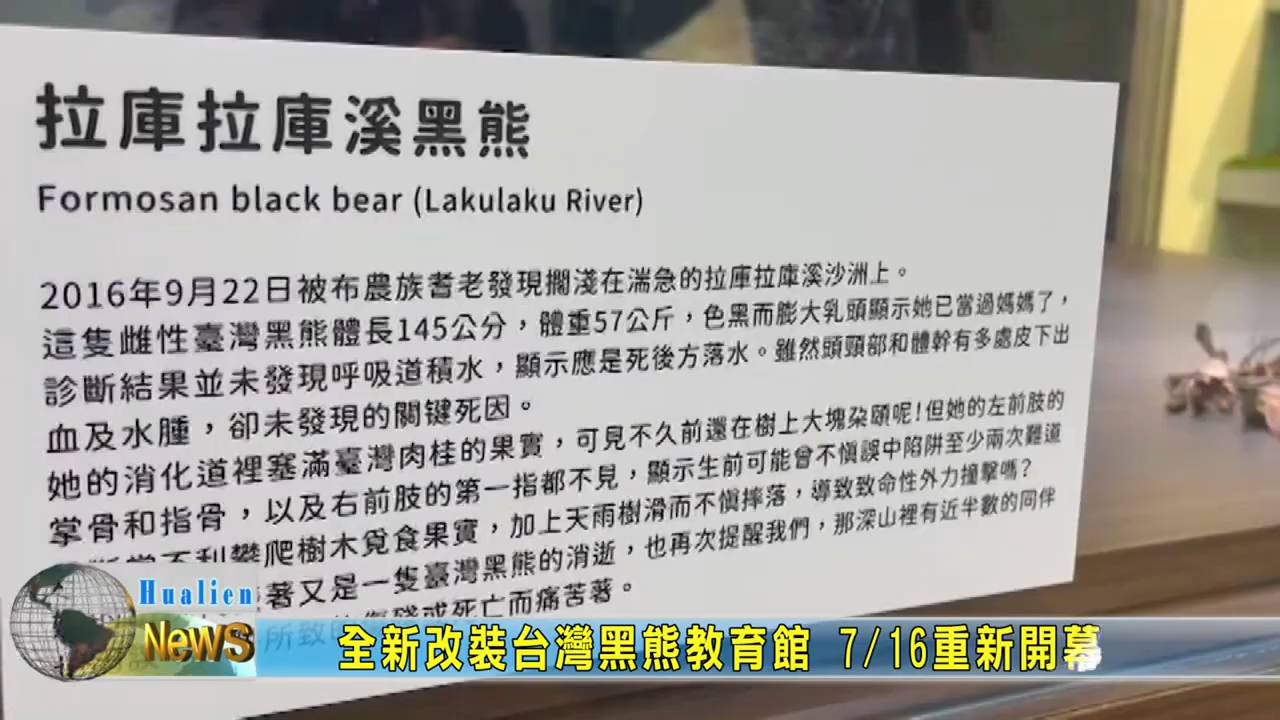 拉庫拉庫溪黑熊
Formosan black bear (Lakulaku River)
2016年9月22日被布農族耆老發現擱淺在湍急的拉庫拉庫溪沙洲上。
這隻雌性臺灣黑熊體長145公分，體重57公斤，色黑而膨大乳頭顯示她已當過媽媽了，
診斷結果並未發現呼吸道積水，顯示應是死後方落水。雖然頭頸部和體幹有多處皮下出
血及水腫，卻未發現的關键死因。
她的消化道裡塞滿臺灣肉桂的果實，可見不久前還在樹上大塊朶頤呢！但她的左前肢的
掌骨和指骨，以及右前肢的第一指都不見，顯示生前可能曾不慎誤中陷阱至少兩次難道
不利攀爬樹木覓食果實，加上天雨樹滑而不慎摔落，導致致命性外力撞擊嗎？
著又是一隻臺灣黑熊的消逝，也再次提醒我們，那深山裡有近半數的同伴
所致的傷殘或死亡而痛苦著。
Hualien
News
全新改裝台灣黑熊教育館 7/16重新開幕